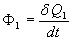 Φ₁ = δQ₁/dt